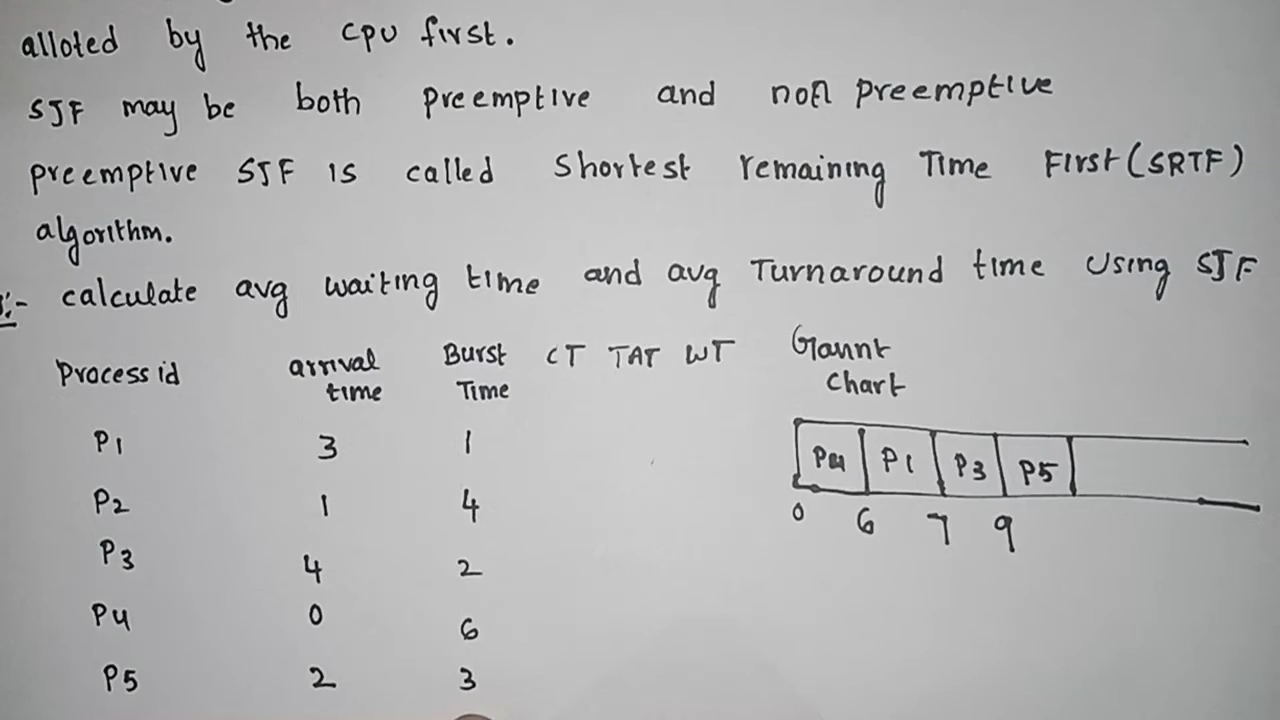 alloted by the CPU first.
SJF may be both preemptive and non preemptive
preemptive SJF is called Shortest remaining Time First (SRTF)
algorithm.
:- calculate avg waiting time and avg Turnaround time Using SJF
Process id arrival time Burst Time CT TAT WT
P1 3 1
P2 1 4
P3 4 2
P4 0 6
P5 2 3
Gannt
chart
P4 P1 P3 P5
0 6 7 9